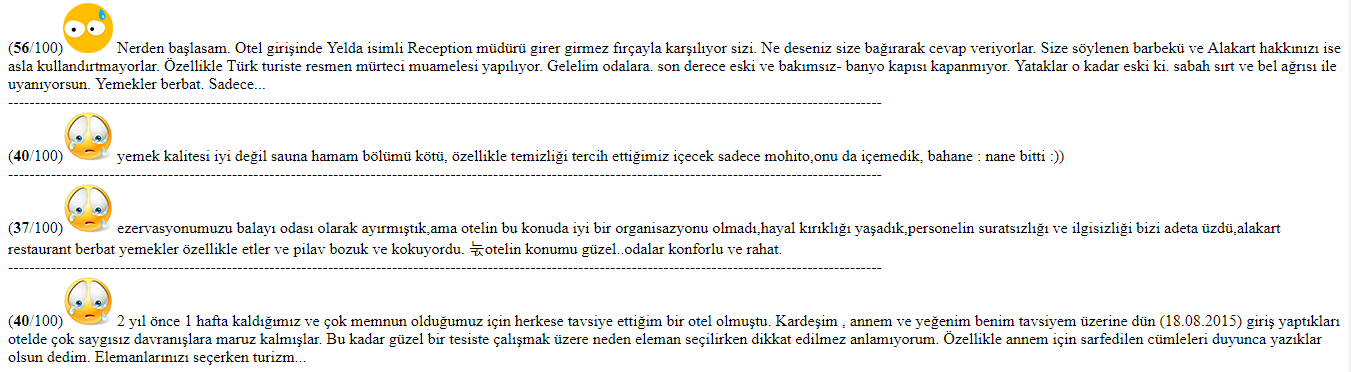 (56/100) Nerden başlasam. Otel girişinde Yelda isimli Reception müdürü girer girmez fırçayla karşılıyor sizi. Ne deseniz size bağırarak cevap veriyorlar. Size söylenen barbekü ve Alakart hakkınızı ise
asla kullandırtmayorlar. Özellikle Türk turiste resmen mürteci muamelesi yapılıyor. Gelelim odalara. son derece eski ve bakımsız- banyo kapısı kapanmıyor. Yataklar o kadar eski ki. sabah sırt ve bel ağrısı ile
uyanıyorsun. Yemekler berbat. Sadece...
(40/100) yemek kalitesi iyi değil sauna hamam bölümü kötü, özellikle temizliği tercih ettiğimiz içecek sadece mohito,onu da içemedik, bahane : nane bitti :))
(37/100) ezervasyonumuzu balayı odası olarak ayırmıştık,ama otelin bu konuda iyi bir organisazyonu olmadı,hayal kırıklığı yaşadık,personelin suratsızlığı ve ilgisizliği bizi adeta üzdü,alakart
restaurant berbat yemekler özellikle etler ve pilav bozuk ve kokuyordu. otelin konumu güzel..odalar konforlu ve rahat.
(40/100) 2 yıl önce 1 hafta kaldığımız ve çok memnun olduğumuz için herkese tavsiye ettiğim bir otel olmuştu. Kardeşim , annem ve yeğenim benim tavsiyem üzerine dün (18.08.2015) giriş yaptıkları
otelde çok saygısız davranışlara maruz kalmışlar. Bu kadar güzel bir tesiste çalışmak üzere neden eleman seçilirken dikkat edilmez anlamıyorum. Özellikle annem için sarfedilen cümleleri duyunca yazıklar
olsun dedim. Elemanlarınızı seçerken turizm...